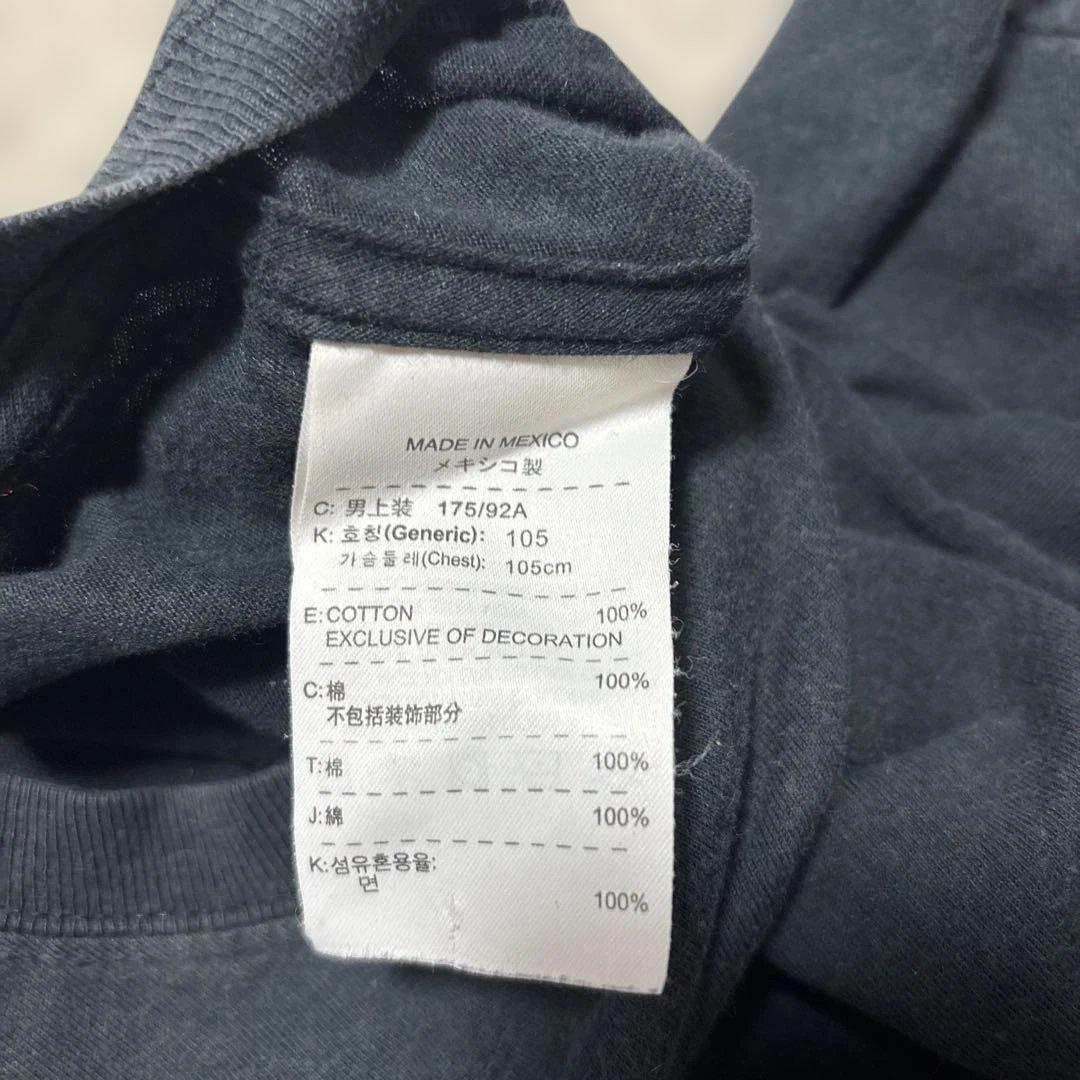 MADE IN MEXICO
メキシコ製
C: 男上装 175/92A
K: 호칭(Generic): 105
가슴둘레(Chest): 105cm
E: COTTON 100%
EXCLUSIVE OF DECORATION
C: 棉 100%
不包括装饰部分
T: 棉 100%
J: 綿 100%
K: 섬유혼용율:
면 100%